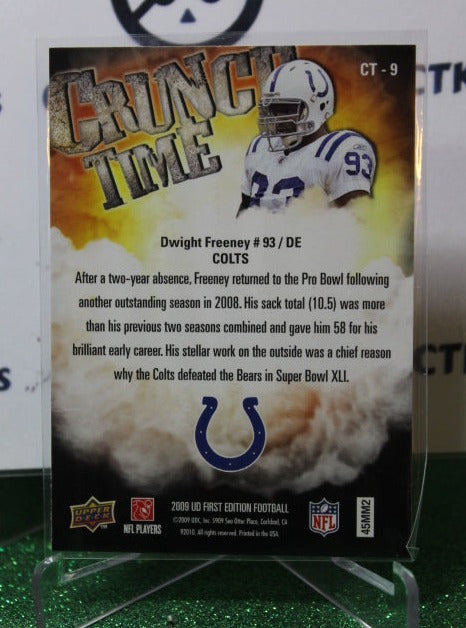 CT - 9
CRUNCH
TIME
93
93
Dwight Freeney # 93 / DE
COLTS
After a two-year absence, Freeney returned to the Pro Bowl following
another outstanding season in 2008. His sack total (10.5) was more
than his previous two seasons combined and gave him 58 for his
brilliant early career. His stellar work on the outside was a chief reason
why the Colts defeated the Bears in Super Bowl XLI.
UPPER
DECK
NFL PLAYERS
2009 UD FIRST EDITION FOOTBALL
©2009 UDC, Inc. 5909 Sea Otter Place, Carlsbad, CA
92010. All rights reserved. Printed in the USA.
NFL
45MM2